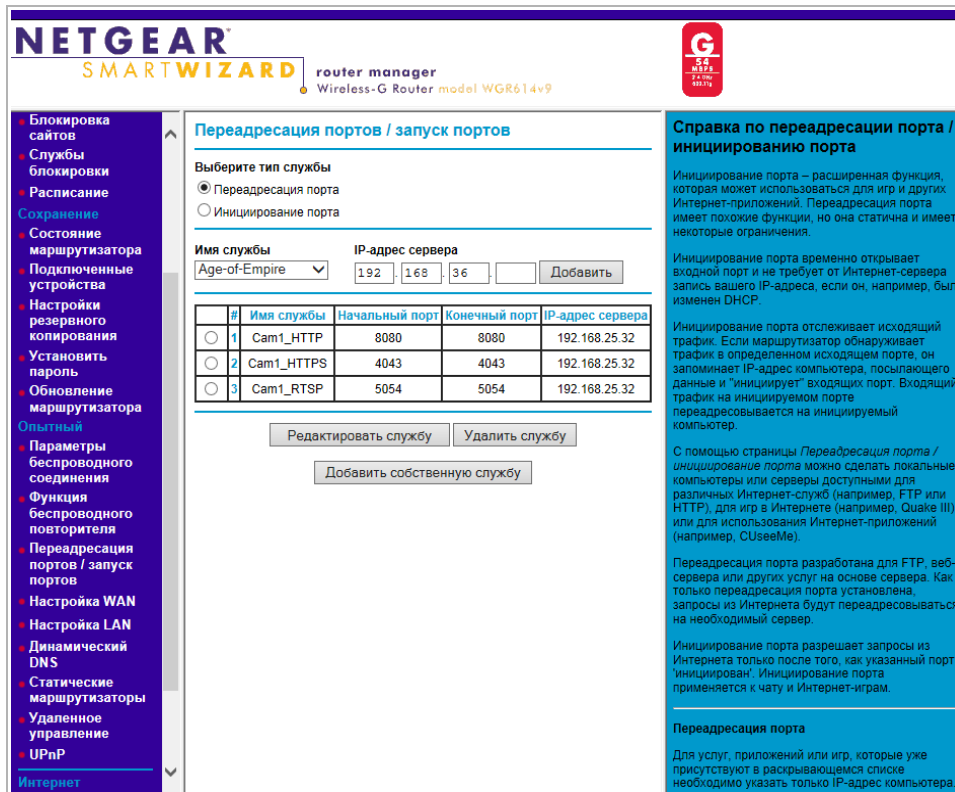 NETGEAR
SMARTWIZARD router manager
Wireless-G Router model WGR614v9
G
54
MBPS
2.4 GHz
802.11g
Блокировка
сайтов
Службы
блокировки
Расписание
Сохранение
Состояние
маршрутизатора
Подключенные
устройства
Настройки
резервного
копирования
Установить
пароль
Обновление
маршрутизатора
Опытный
Параметры
беспроводного
соединения
Функция
беспроводного
повторителя
Переадресация
портов / запуск
портов
Настройка WAN
Настройка LAN
Динамический
DNS
Статические
маршрутизаторы
Удаленное
управление
UPnP
Интернет
Переадресация портов / запуск портов
Выберите тип службы
Переадресация порта
Инициирование порта
Имя службы IP-адрес сервера
Age-of-Empire 192 . 168 . 36 . Добавить
# Имя службы Начальный порт Конечный порт IP-адрес сервера
1 Cam1_HTTP 8080 8080 192.168.25.32
2 Cam1_HTTPS 4043 4043 192.168.25.32
3 Cam1_RTSP 5054 5054 192.168.25.32
Редактировать службу Удалить службу
Добавить собственную службу
Справка по переадресации порта /
инициированию порта
Инициирование порта – расширенная функция,
которая может использоваться для игр и других
Интернет-приложений. Переадресация порта
имеет похожие функции, но она статична и имеет
некоторые ограничения.
Инициирование порта временно открывает
входной порт и не требует от Интернет-сервера
запись вашего IP-адреса, если он, например, был
изменен DHCP.
Инициирование порта отслеживает исходящий
трафик. Если маршрутизатор обнаруживает
трафик в определенном исходящем порте, он
запоминает IP-адрес компьютера, посылающего
данные и "инициирует" входящих порт. Входящий
трафик на инициируемом порте
переадресовывается на инициируемый
компьютер.
С помощью страницы Переадресация порта /
инициирование порта можно сделать локальные
компьютеры или серверы доступными для
различных Интернет-служб (например, FTP или
HTTP), для игр в Интернете (например, Quake III)
или для использования Интернет-приложений
(например, CUseeMe).
Переадресация порта разработана для FTP, веб-
сервера или других услуг на основе сервера. Как
только переадресация порта установлена,
запросы из Интернета будут переадресовываться
на необходимый сервер.
Инициирование порта разрешает запросы из
Интернета только после того, как указанный порт
'инициирован'. Инициирование порта
применяется к чату и Интернет-играм.
Переадресация порта
Для услуг, приложений или игр, которые уже
присутствуют в раскрывающемся списке
необходимо указать только IP-адрес компьютера.